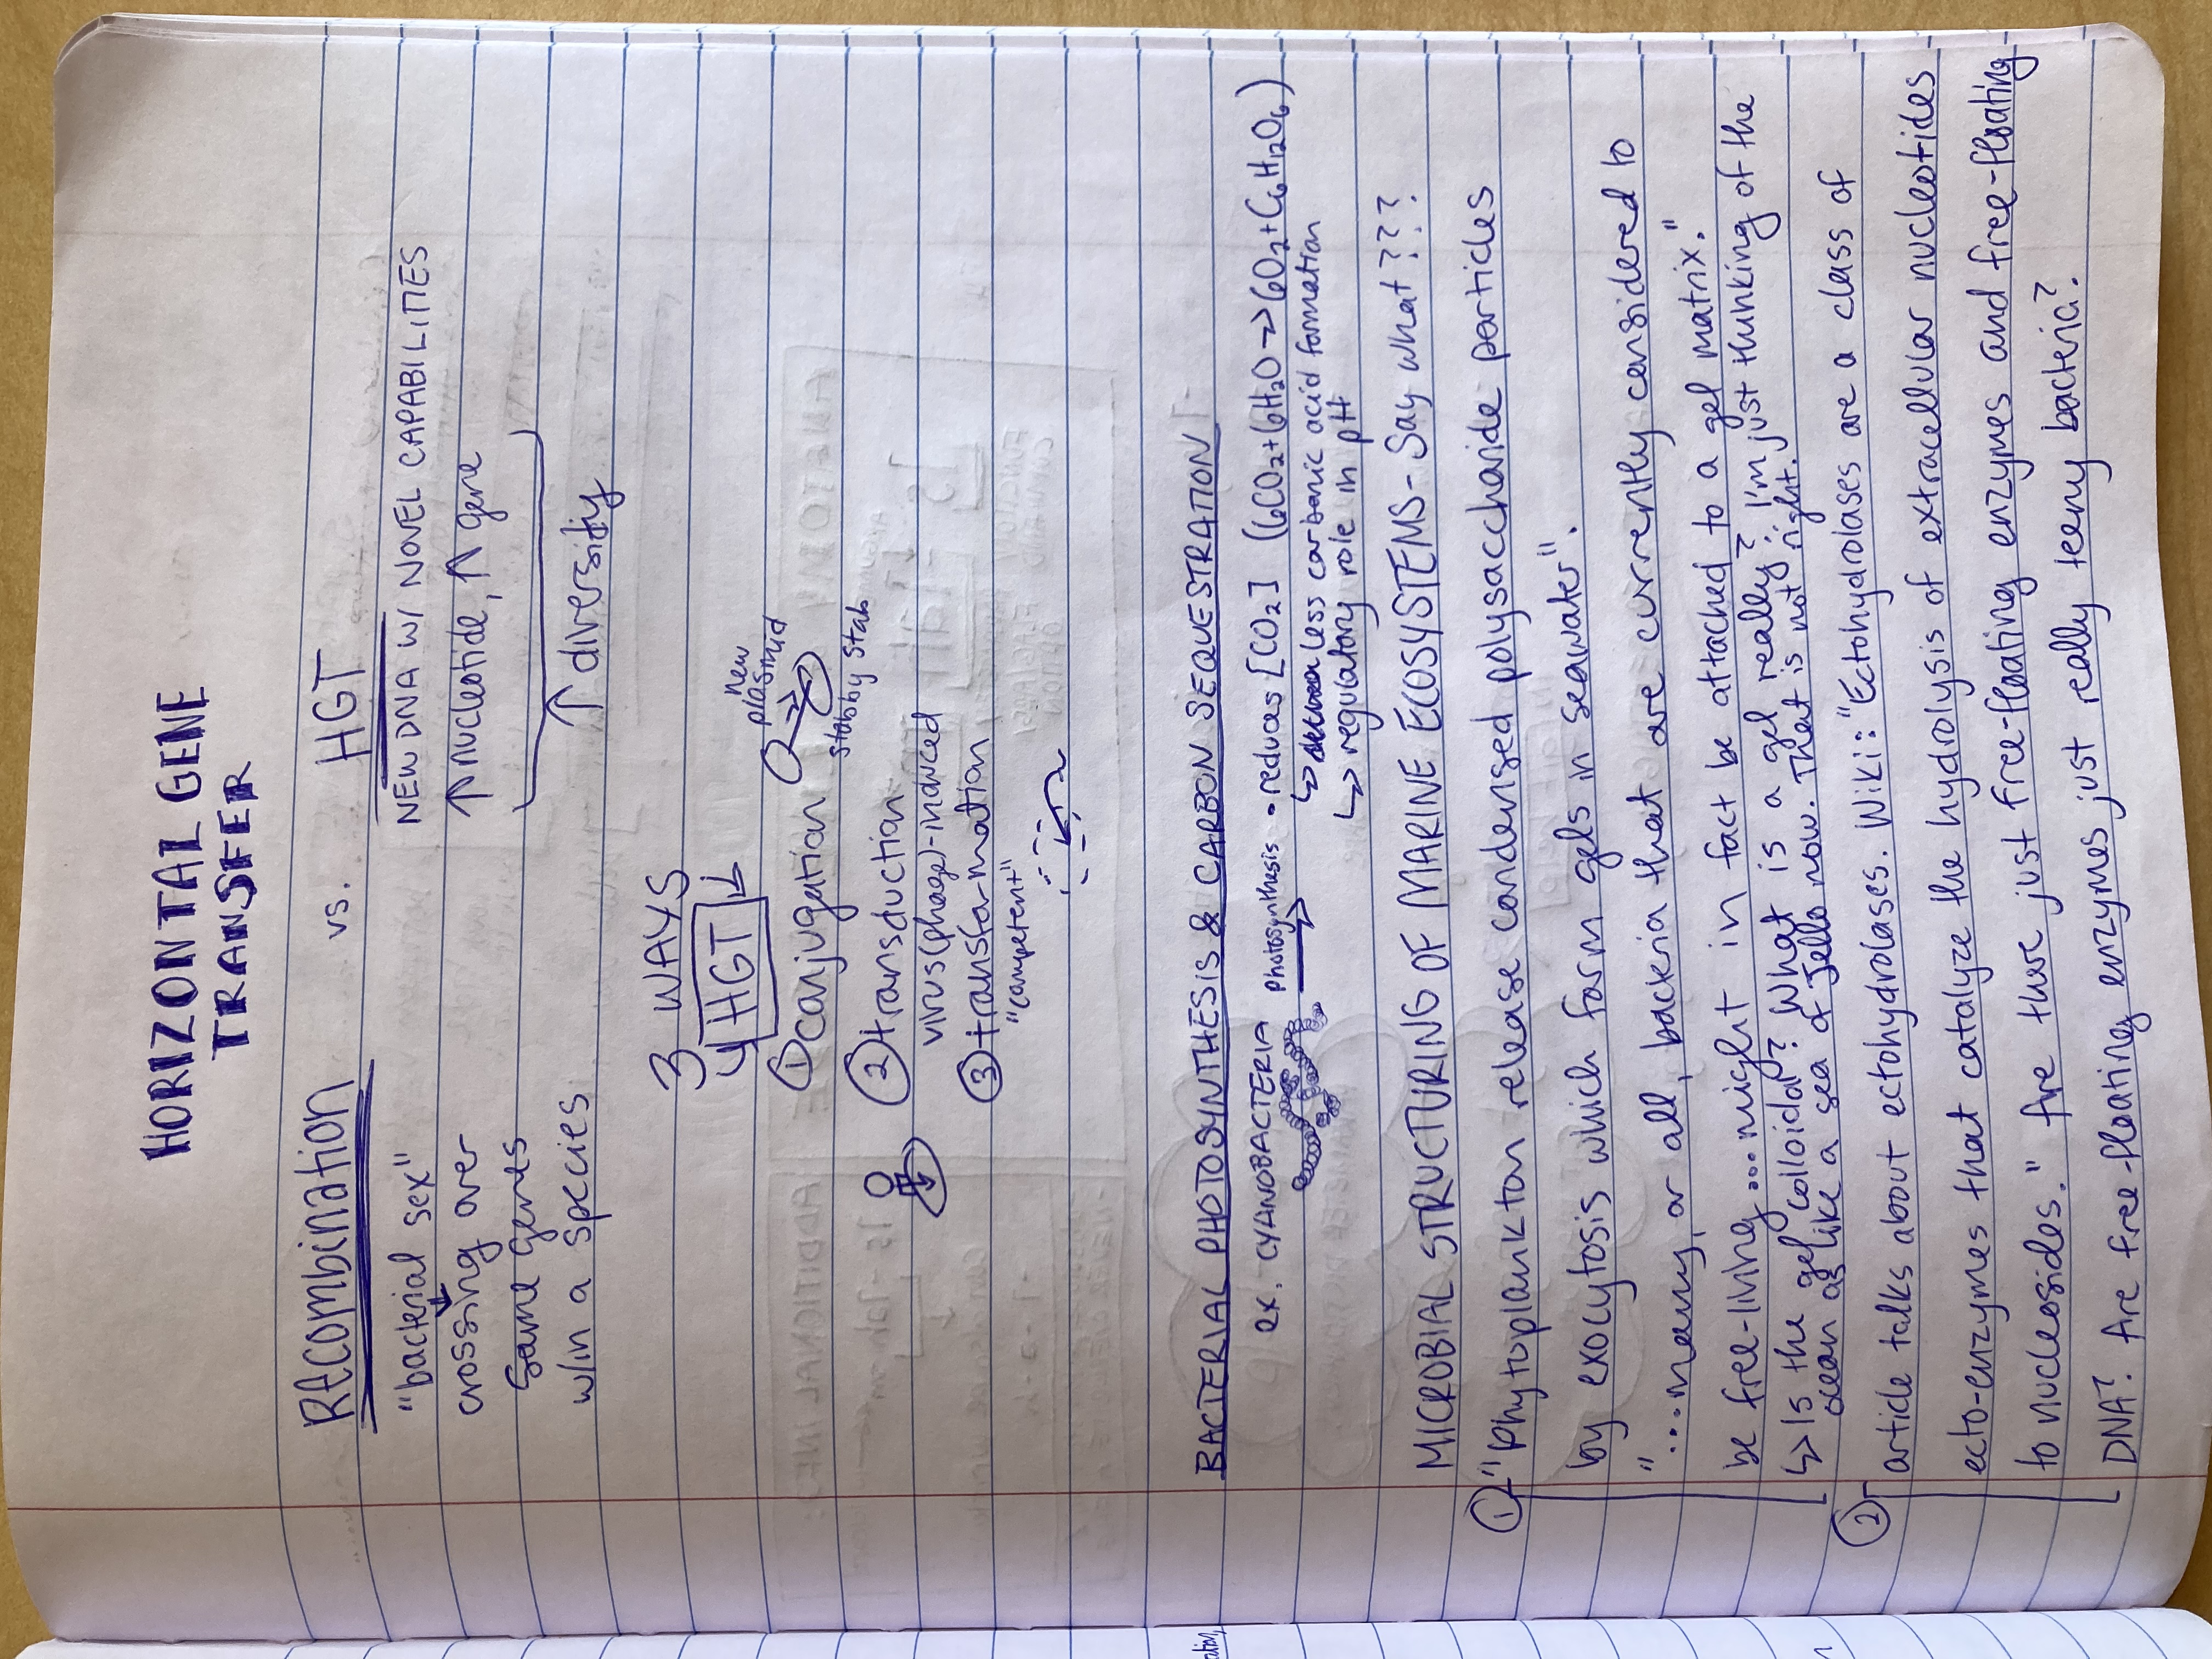 HORIZONTAL GENE
TRANSFER
Recombination vs. HGT
"bacterial sex"
crossing over
same genes
w/in a species
NEW DNA W/ NOVEL CAPABILITIES
↑ nucleotide, ↑ gene
↑ diversity
3 WAYS
4 HGT ↓
① conjugation
new
plasmid
stabby stab
② transduction
virus(phage)-induced
③ transformation
"competent"
BACTERIAL PHOTOSYNTHESIS & CARBON SEQUESTRATION
ex. CYANOBACTERIA photosynthesis • reduces [CO₂] (6CO₂+6H₂O → 6O₂+C₆H₁₂O₆)
↳ less carbonic acid formation
↳ regulatory role in pH
MICROBIAL STRUCTURING OF MARINE ECOSYSTEMS - Say what???
① "Phytoplankton release condensed polysaccharide particles
by exocytosis which form gels in seawater".
"...many, or all, bacteria that are currently considered to
be free-living...might in fact be attached to a gel matrix."
↳ Is the gel colloidal? What is a gel really? I'm just thinking of the
ocean as like a sea of Jello now. That is not right.
②
article talks about ectohydrolases. Wiki: "Ectohydrolases are a class of
ecto-enzymes that catalyze the hydrolysis of extracellular nucleotides
to nucleosides." Are there just free-floating enzymes and free-floating
DNA? Are free-floating enzymes just really teeny bacteria?